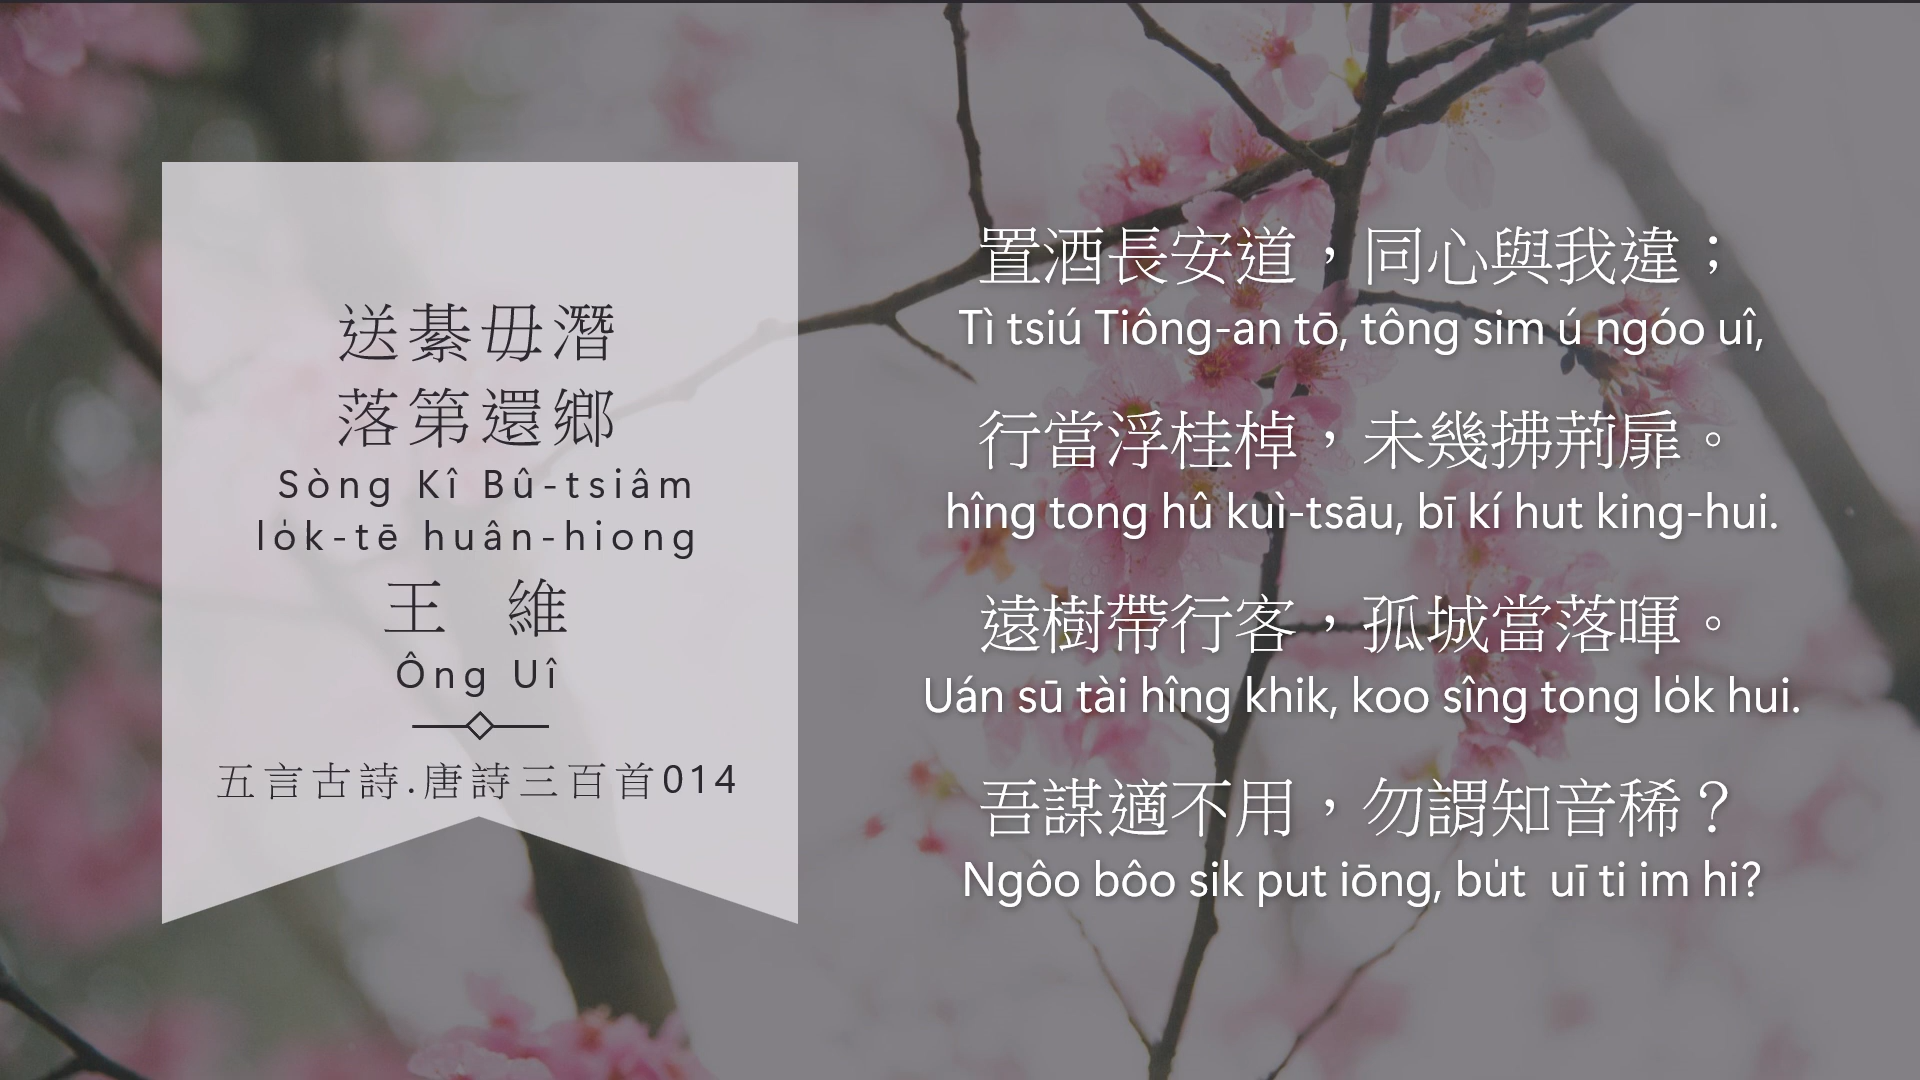 送綦毋潛
落第還鄉
Sòng Kî Bû-tsiâm
lo̍k-tē huân-hiong
王 維
Ông Uî
五言古詩.唐詩三百首014
置酒長安道，同心與我違；
Tì tsiú Tiông-an tō, tông sim ú ngóo uî,
行當浮桂棹，未幾拂荊扉。
hîng tong hû kuì-tsāu, bī kí hut king-hui.
遠樹帶行客，孤城當落暉。
Uán sū tài hîng khik, koo sîng tong lo̍k hui.
吾謀適不用，勿謂知音稀？
Ngôo bôo sik put iōng, bu̍t uī ti im hi?